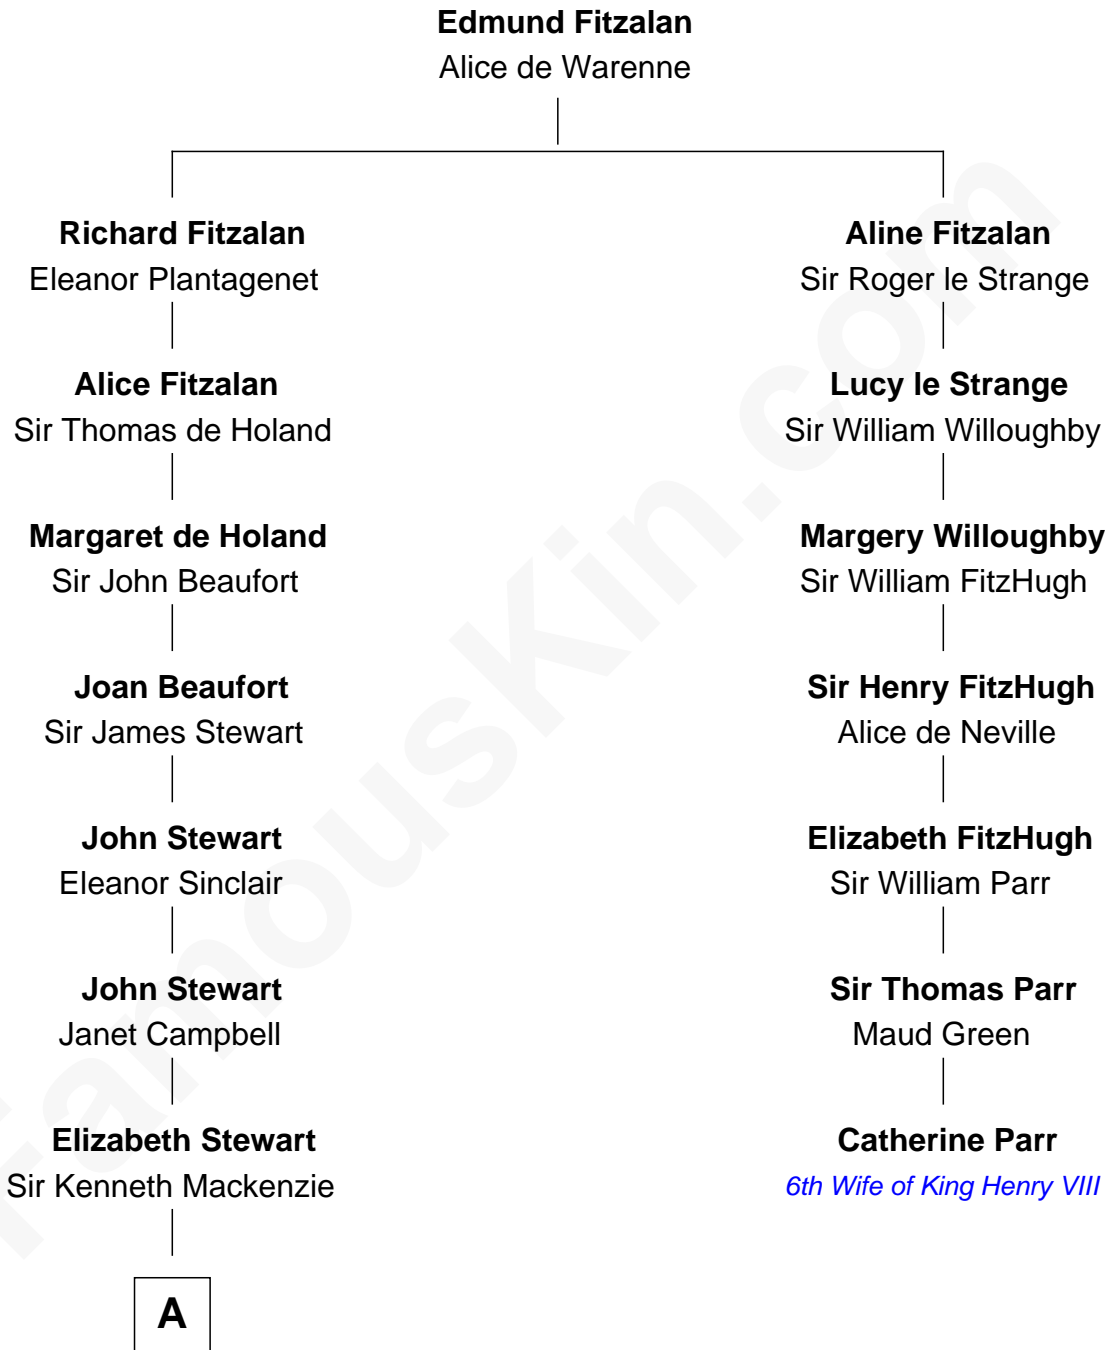 Edmund Fitzalan
Alice de Warenne
Richard Fitzalan
Eleanor Plantagenet
Aline Fitzalan
Sir Roger le Strange
Alice Fitzalan
Sir Thomas de Holand
Lucy le Strange
Sir William Willoughby
Margaret de Holand
Sir John Beaufort
Margery Willoughby
Sir William FitzHugh
Joan Beaufort
Sir James Stewart
Sir Henry FitzHugh
Alice de Neville
John Stewart
Eleanor Sinclair
Elizabeth FitzHugh
Sir William Parr
John Stewart
Janet Campbell
Sir Thomas Parr
Maud Green
Elizabeth Stewart
Sir Kenneth Mackenzie
Catherine Parr
6th Wife of King Henry VIII
A
FamousKin.com